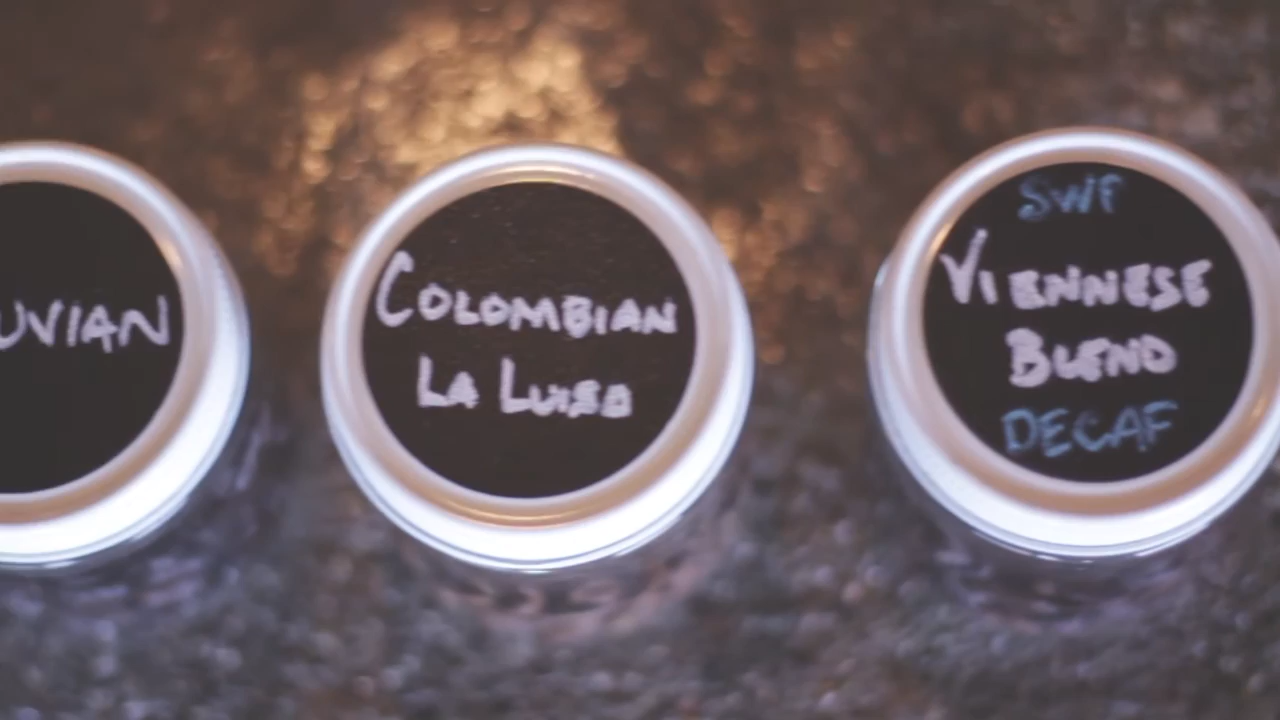 UVIAN
COLOMBIAN
LA LUISA
SWF
VIENNESE
BLEND
DECAF